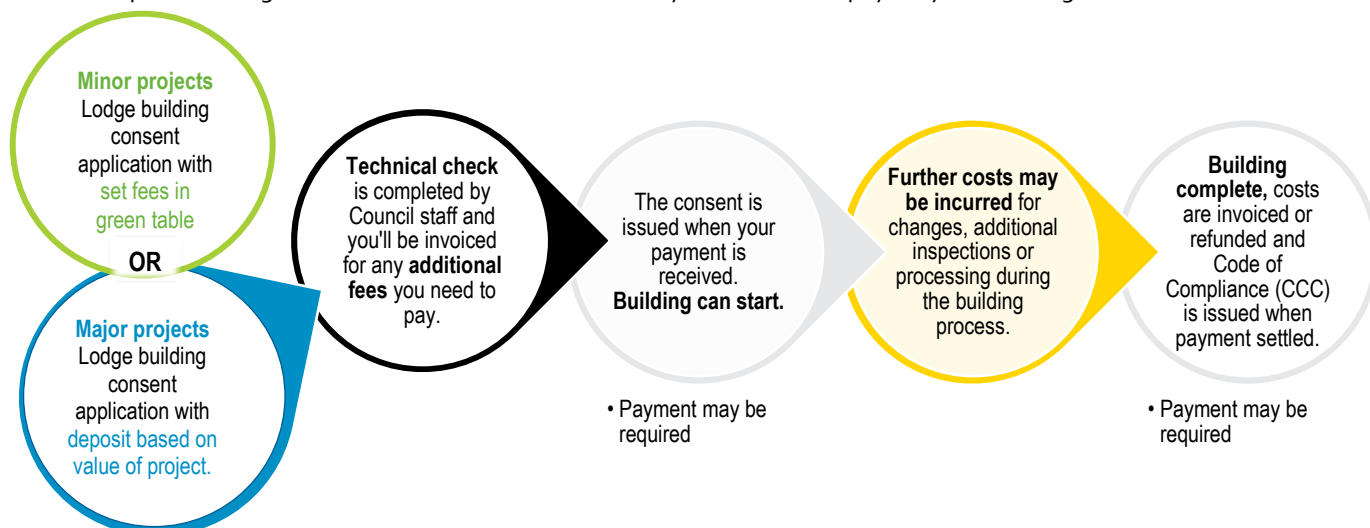 Minor projects
Lodge building
consent
application with
set fees in
green table
OR
Major projects
Lodge building
consent
application with
deposit based on
value of project.
Technical check
is completed by
Council staff and
you'll be invoiced
for any additional
fees you need to
pay.
The consent is
issued when your
payment is
received.
Building can start.
• Payment may be
required
Further costs may
be incurred for
changes, additional
inspections or
processing during
the building
process.
Building
complete, costs
are invoiced or
refunded and
Code of
Compliance (CCC)
is issued when
payment settled.
• Payment may be
required